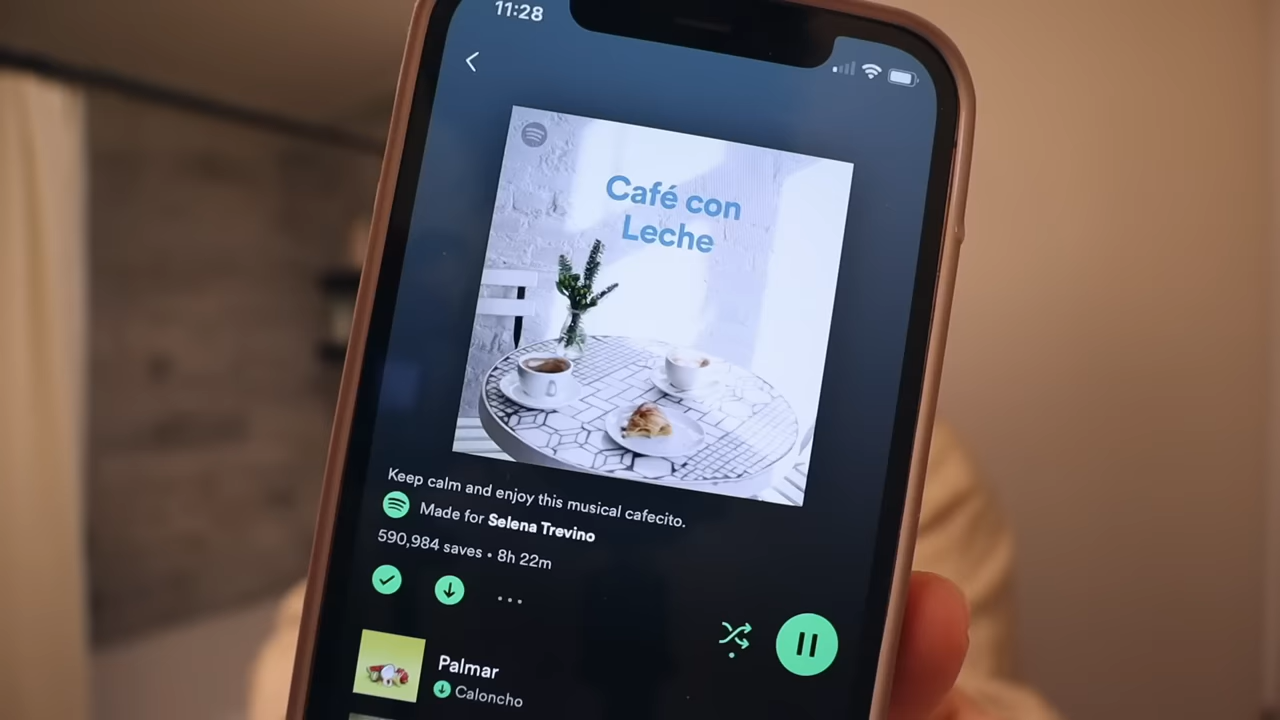 11:28
Café con
Leche
Keep calm and enjoy this musical cafecito.
Made for Selena Trevino
590,984 saves • 8h 22m
Palmar
Caloncho